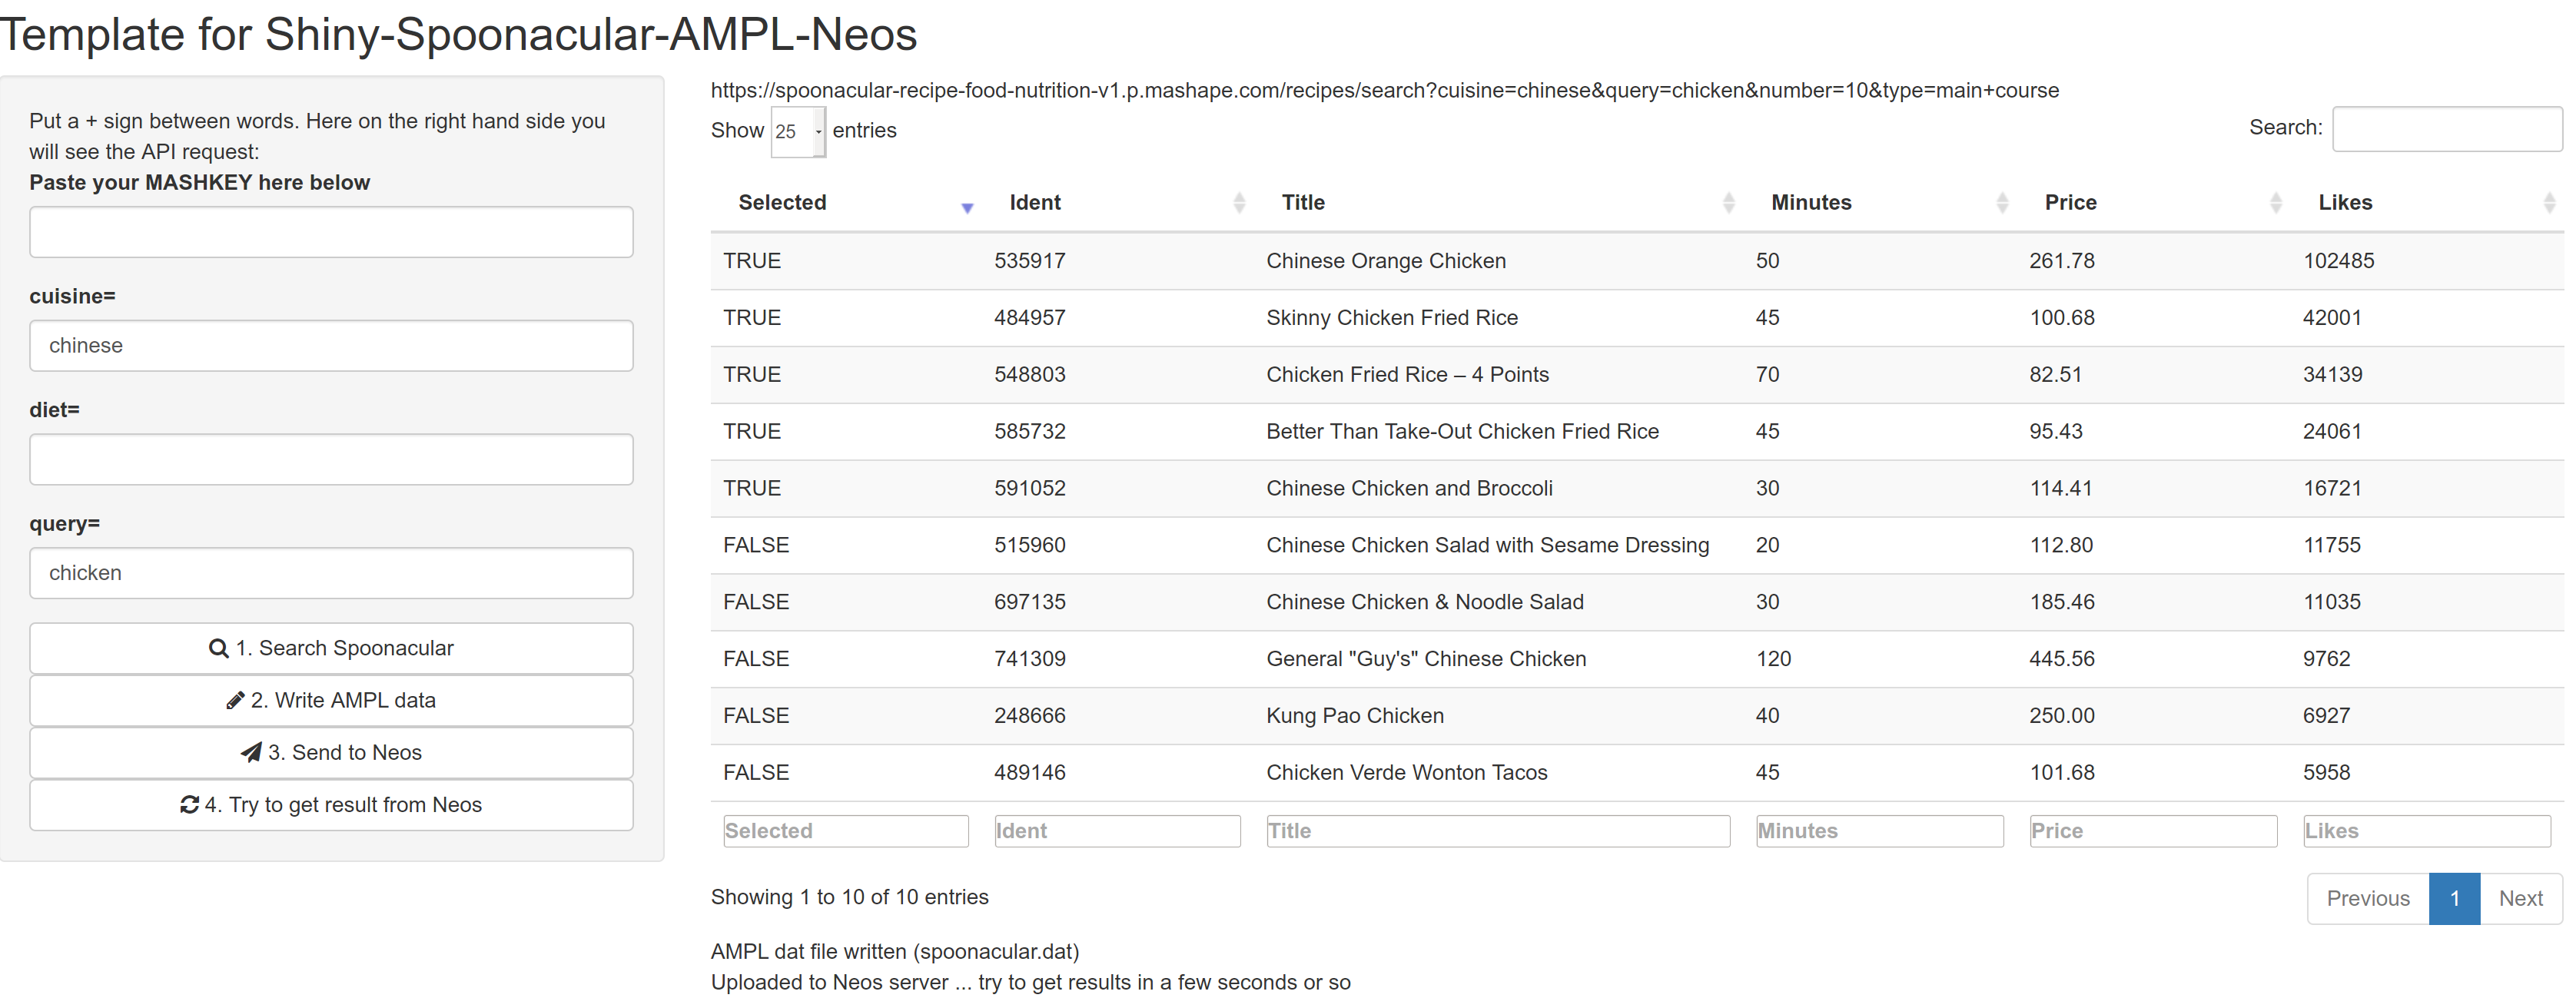 Template for Shiny-Spoonacular-AMPL-Neos
Put a + sign between words. Here on the right hand side you
will see the API request:
Paste your MASHKEY here below
cuisine=
chinese
diet=
query=
chicken
1. Search Spoonacular
2. Write AMPL data
3. Send to Neos
4. Try to get result from Neos
https://spoonacular-recipe-food-nutrition-v1.p.mashape.com/recipes/search?cuisine=chinese&query=chicken&number=10&type=main+course
Show 25 entries
Search:
Selected Ident Title Minutes Price Likes
TRUE 535917 Chinese Orange Chicken 50 261.78 102485
TRUE 484957 Skinny Chicken Fried Rice 45 100.68 42001
TRUE 548803 Chicken Fried Rice – 4 Points 70 82.51 34139
TRUE 585732 Better Than Take-Out Chicken Fried Rice 45 95.43 24061
TRUE 591052 Chinese Chicken and Broccoli 30 114.41 16721
FALSE 515960 Chinese Chicken Salad with Sesame Dressing 20 112.80 11755
FALSE 697135 Chinese Chicken & Noodle Salad 30 185.46 11035
FALSE 741309 General "Guy's" Chinese Chicken 120 445.56 9762
FALSE 248666 Kung Pao Chicken 40 250.00 6927
FALSE 489146 Chicken Verde Wonton Tacos 45 101.68 5958
Selected Ident Title Minutes Price Likes
Showing 1 to 10 of 10 entries
Previous 1 Next
AMPL dat file written (spoonacular.dat)
Uploaded to Neos server ... try to get results in a few seconds or so